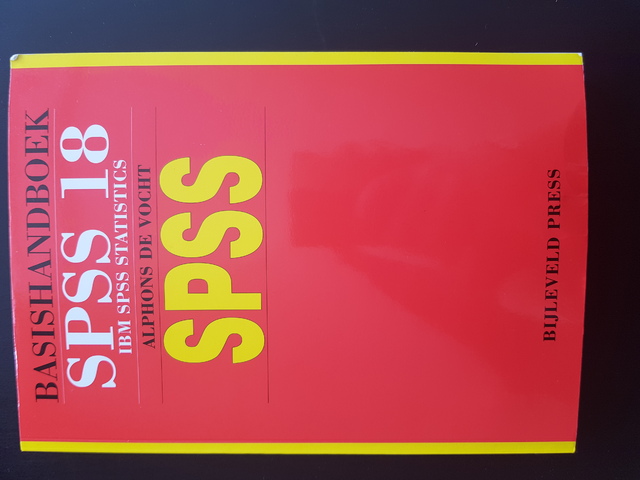 BASISHANDBOEK
SPSS 18
IBM SPSS STATISTICS
ALPHONS DE VOCHT
SPSS
BIJLEVELD PRESS